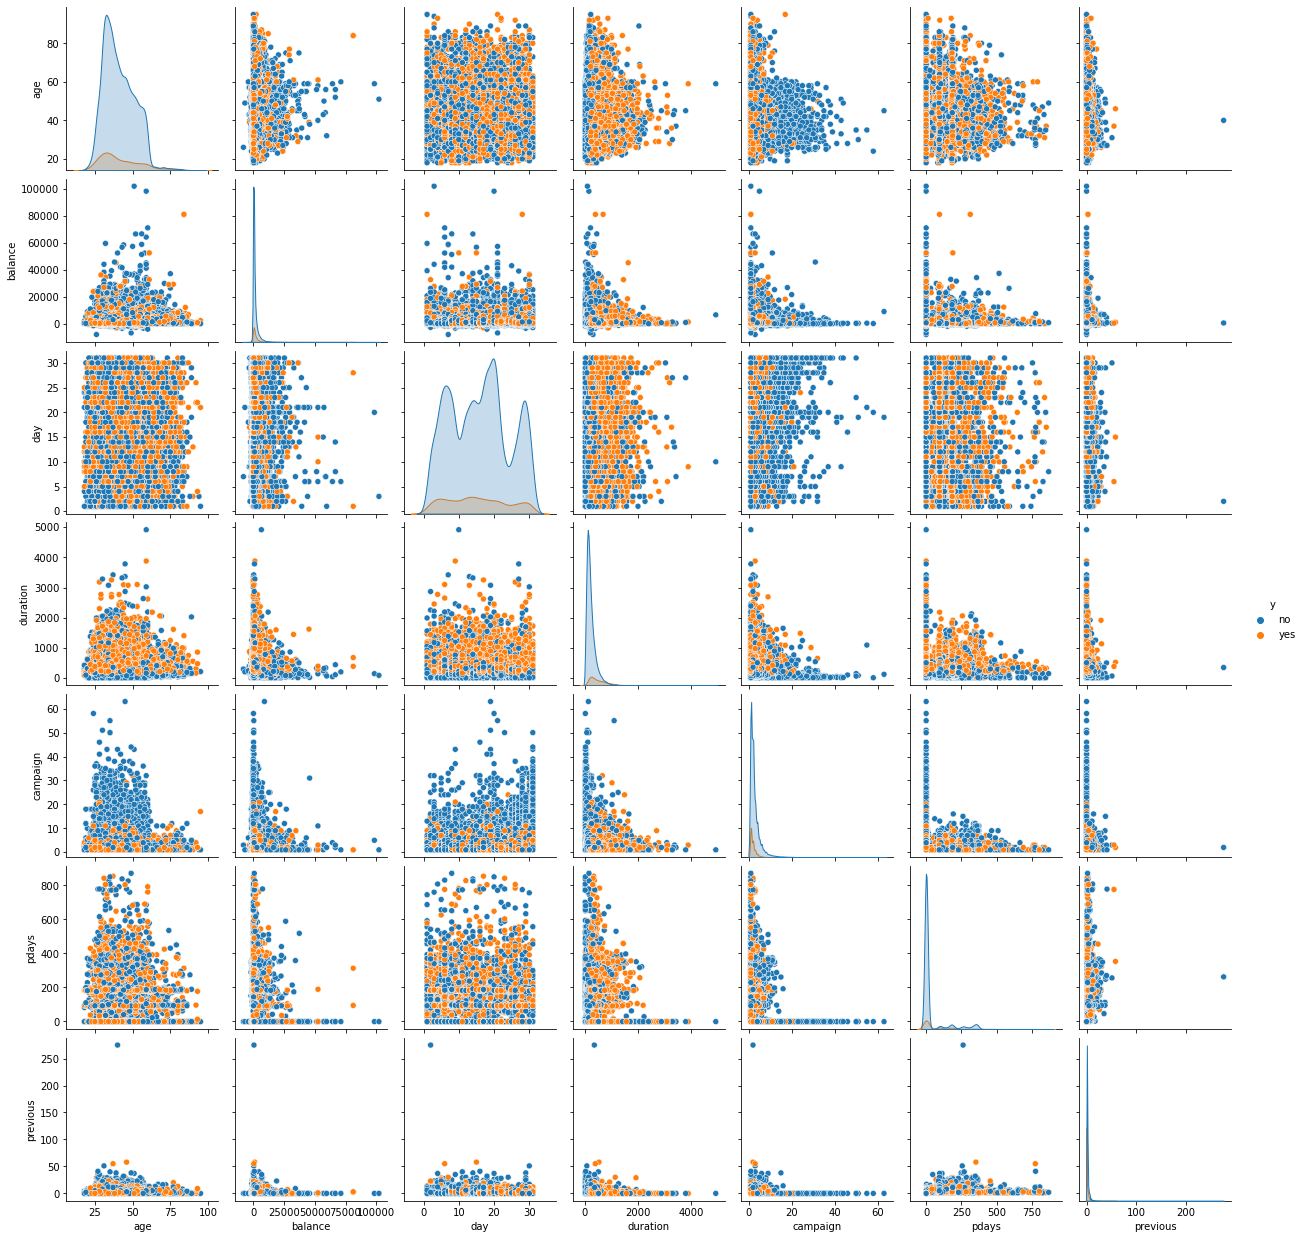 80
60
40
20
age
100000
80000
60000
40000
20000
0
balance
30
25
20
15
10
5
0
day
5000
4000
3000
2000
1000
0
duration
y
no
yes
60
50
40
30
20
10
0
campaign
800
600
400
200
0
pdays
250
200
150
100
50
0
previous
25 50 75 100
0 25000 50000 75000 100000
0 10 20 30
0 2000 4000
0 20 40 60
0 250 500 750
0 100 200
age balance day duration campaign pdays previous